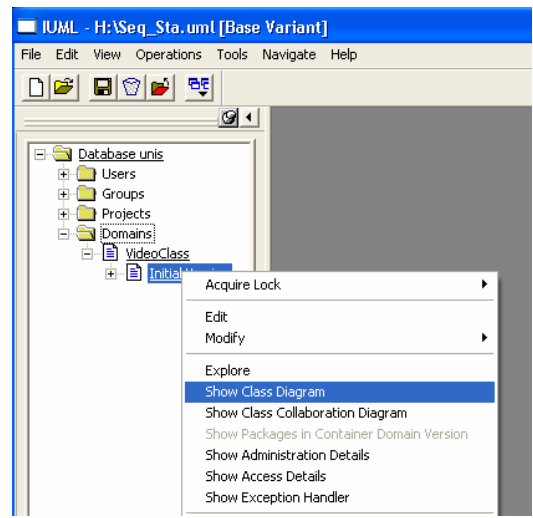 IUML - H:\Seq_Sta.uml [Base Variant]
File Edit View Operations Tools Navigate Help
Database unis
Users
Groups
Projects
Domains
VideoClass
Initial
Acquire Lock
Edit
Modify
Explore
Show Class Diagram
Show Class Collaboration Diagram
Show Packages in Container Domain Version
Show Administration Details
Show Access Details
Show Exception Handler